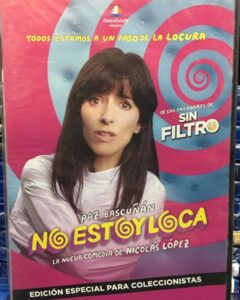 TODOS ESTAMOS A UN PASO DE LA LOCURA
DE LOS CREADORES DE
SIN
FILTRO
PAZ BASCUÑÁN
NO ESTOY LOCA
LA NUEVA COMEDIA DE NICOLÁS LÓPEZ
EDICIÓN ESPECIAL PARA COLECCIONISTAS